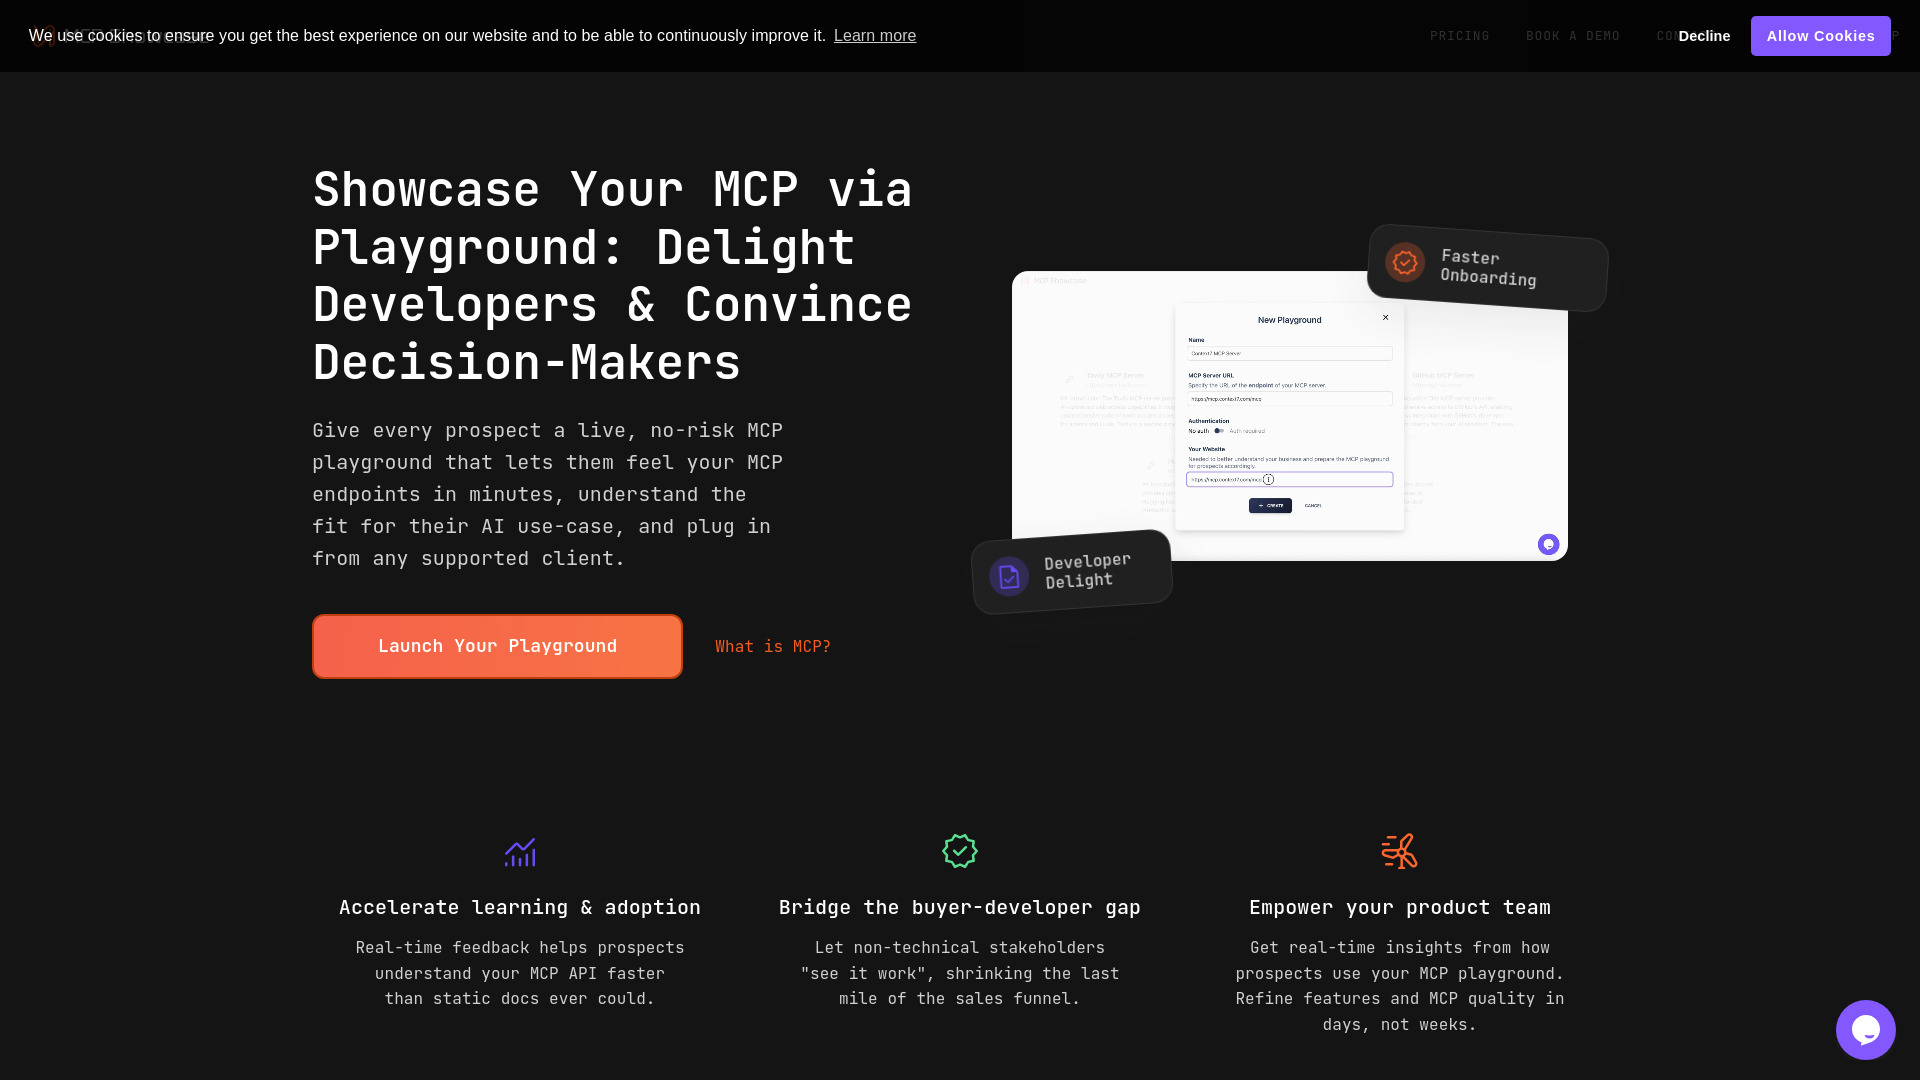 We use cookies to ensure you get the best experience on our website and to be able to continuously improve it. Learn more
PRICING
BOOK A DEMO
Decline
Allow Cookies
Showcase Your MCP via
Playground: Delight
Developers & Convince
Decision-Makers
Give every prospect a live, no-risk MCP
playground that lets them feel your MCP
endpoints in minutes, understand the
fit for their AI use-case, and plug in
from any supported client.
Launch Your Playground
What is MCP?
Faster
Onboarding
MCP Showcase
New Playground
Name
Context7 MCP Server
MCP Server URL
Specify the URL of the endpoint of your MCP server.
https://mcp.context7.com/mcp
Authentication
No auth
Auth required
Your Website
Needed to better understand your business and prepare the MCP playground
for prospects accordingly.
https://mcp.context7.com/mcp
+ CREATE
CANCEL
Tavily MCP Server
GitHub MCP Server
Developer
Delight
Accelerate learning & adoption
Real-time feedback helps prospects
understand your MCP API faster
than static docs ever could.
Bridge the buyer-developer gap
Let non-technical stakeholders
"see it work", shrinking the last
mile of the sales funnel.
Empower your product team
Get real-time insights from how
prospects use your MCP playground.
Refine features and MCP quality in
days, not weeks.